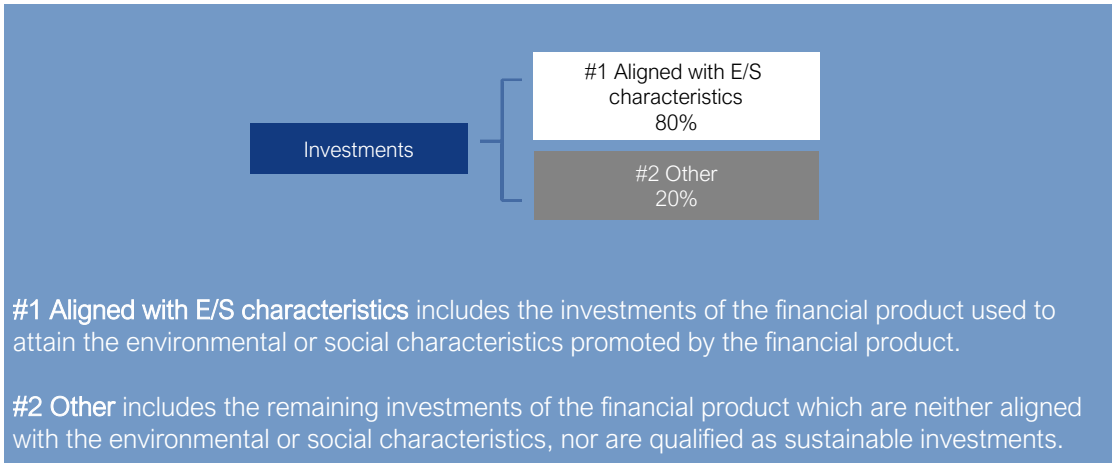 #1 Aligned with E/S
characteristics
80%
Investments
#2 Other
20%
#1 Aligned with E/S characteristics includes the investments of the financial product used to
attain the environmental or social characteristics promoted by the financial product.
#2 Other includes the remaining investments of the financial product which are neither aligned
with the environmental or social characteristics, nor are qualified as sustainable investments.